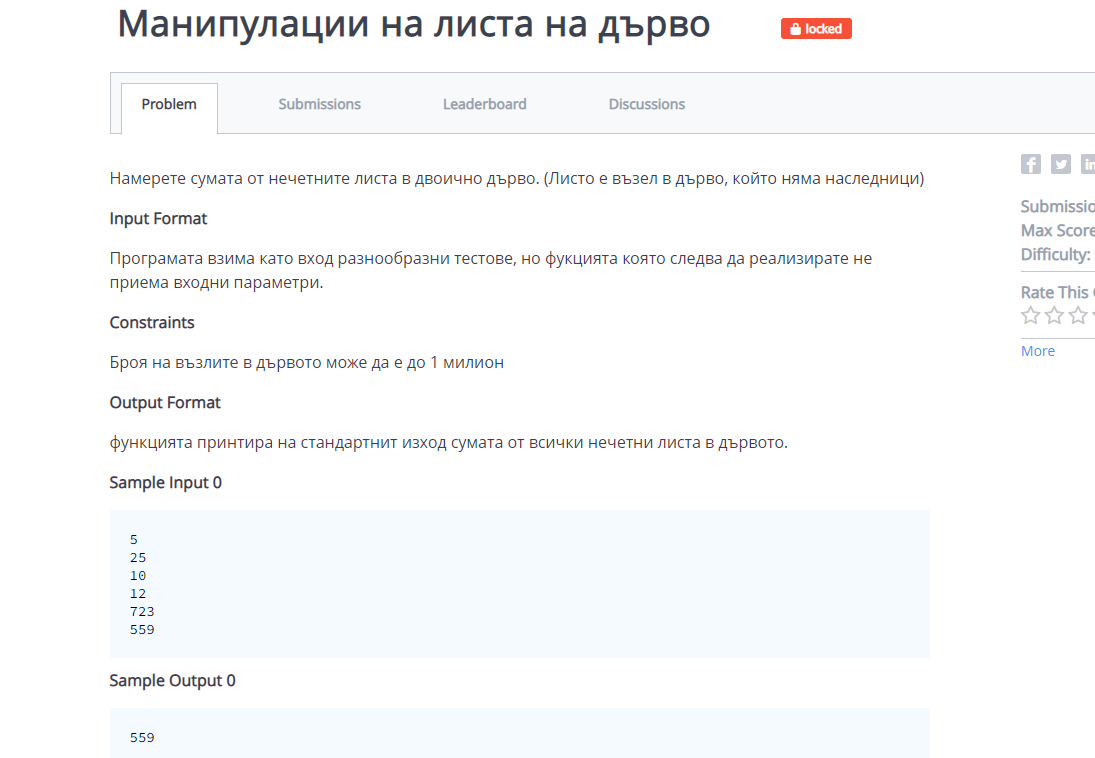 Манипулации на листа на дърво
locked
Problem
Submissions
Leaderboard
Discussions
Намерете сумата от нечетните листа в двоично дърво. (Листо е възел в дърво, който няма наследници)
Input Format
Програмата взима като вход разнообразни тестове, но фукцията която следва да реализирате не
приема входни параметри.
Constraints
Броя на възлите в дървото може да е до 1 милион
Output Format
функцията принтира на стандартнит изход сумата от всички нечетни листа в дървото.
Sample Input 0
5
25
10
12
723
559
Sample Output 0
559
f
in
Submissio
Max Score
Difficulty:
Rate This C
More